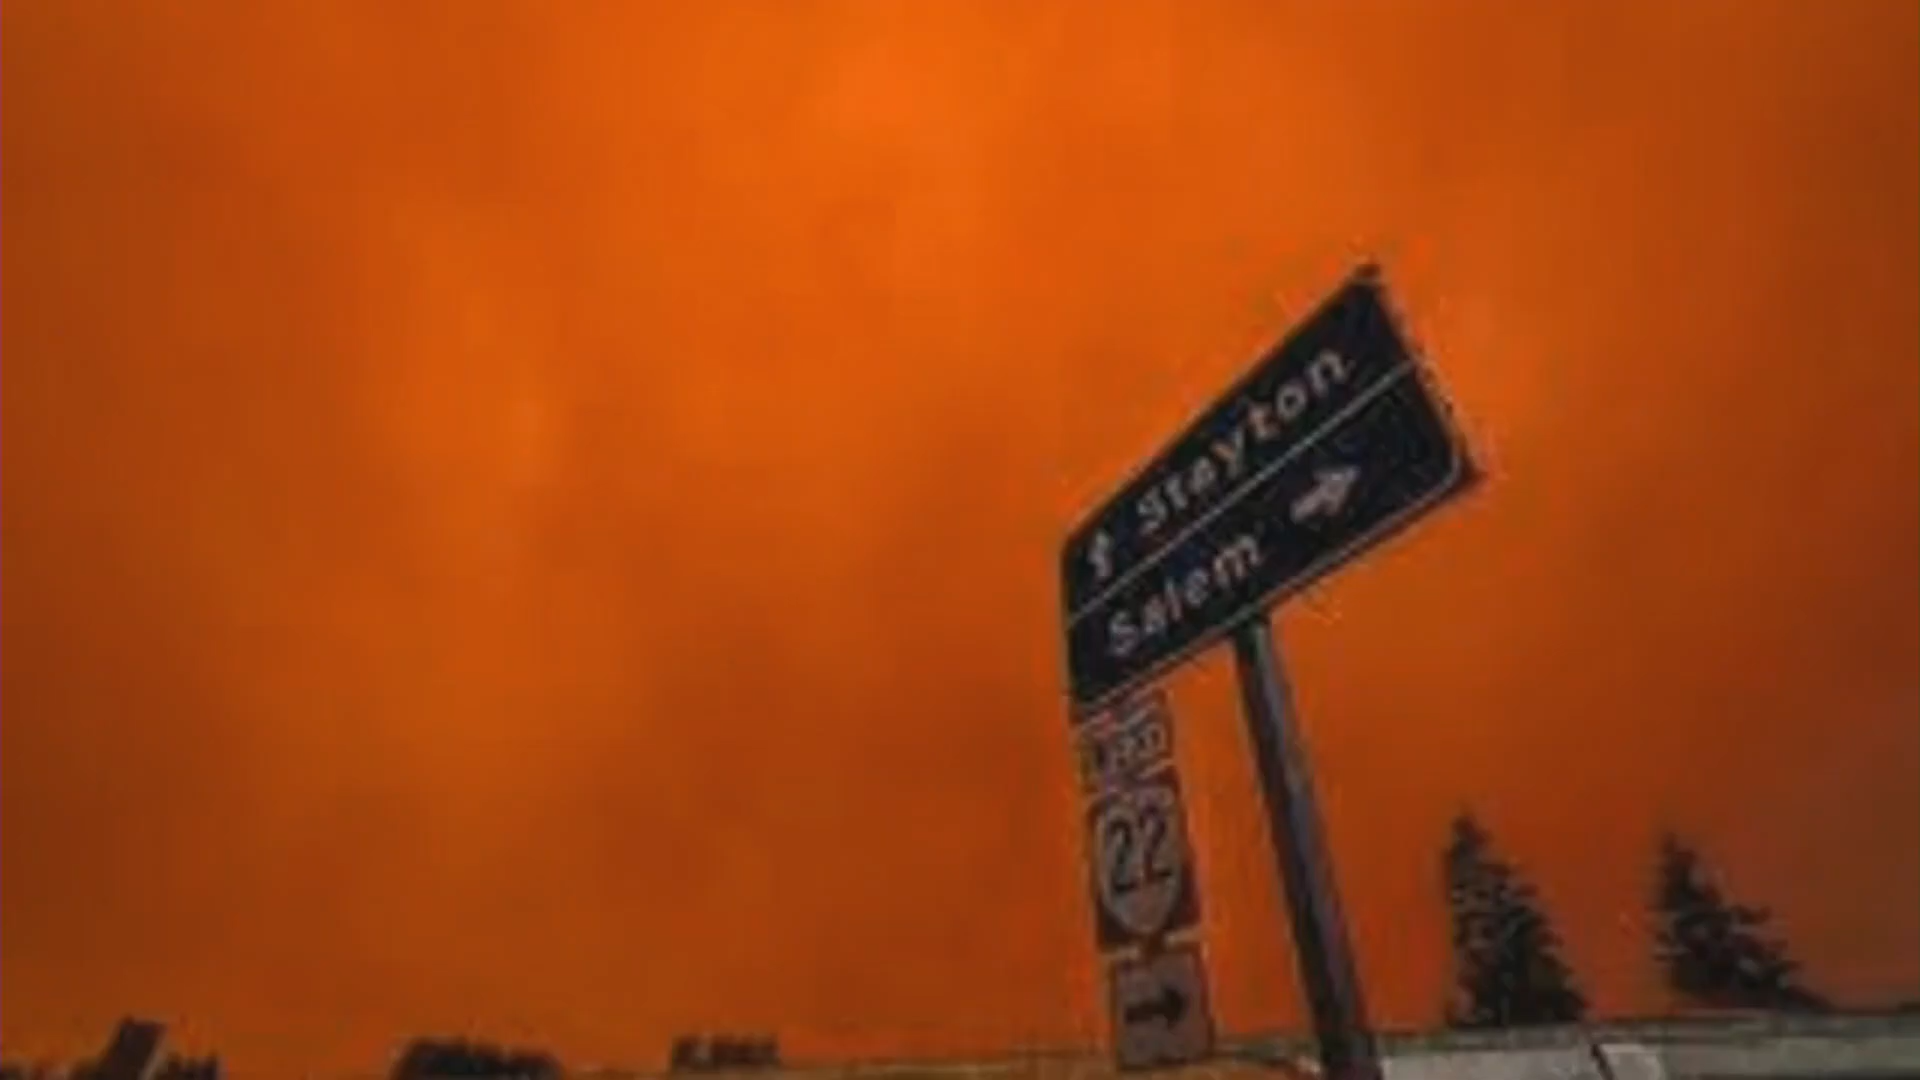 ↑ Stayton
Salem →
22
→